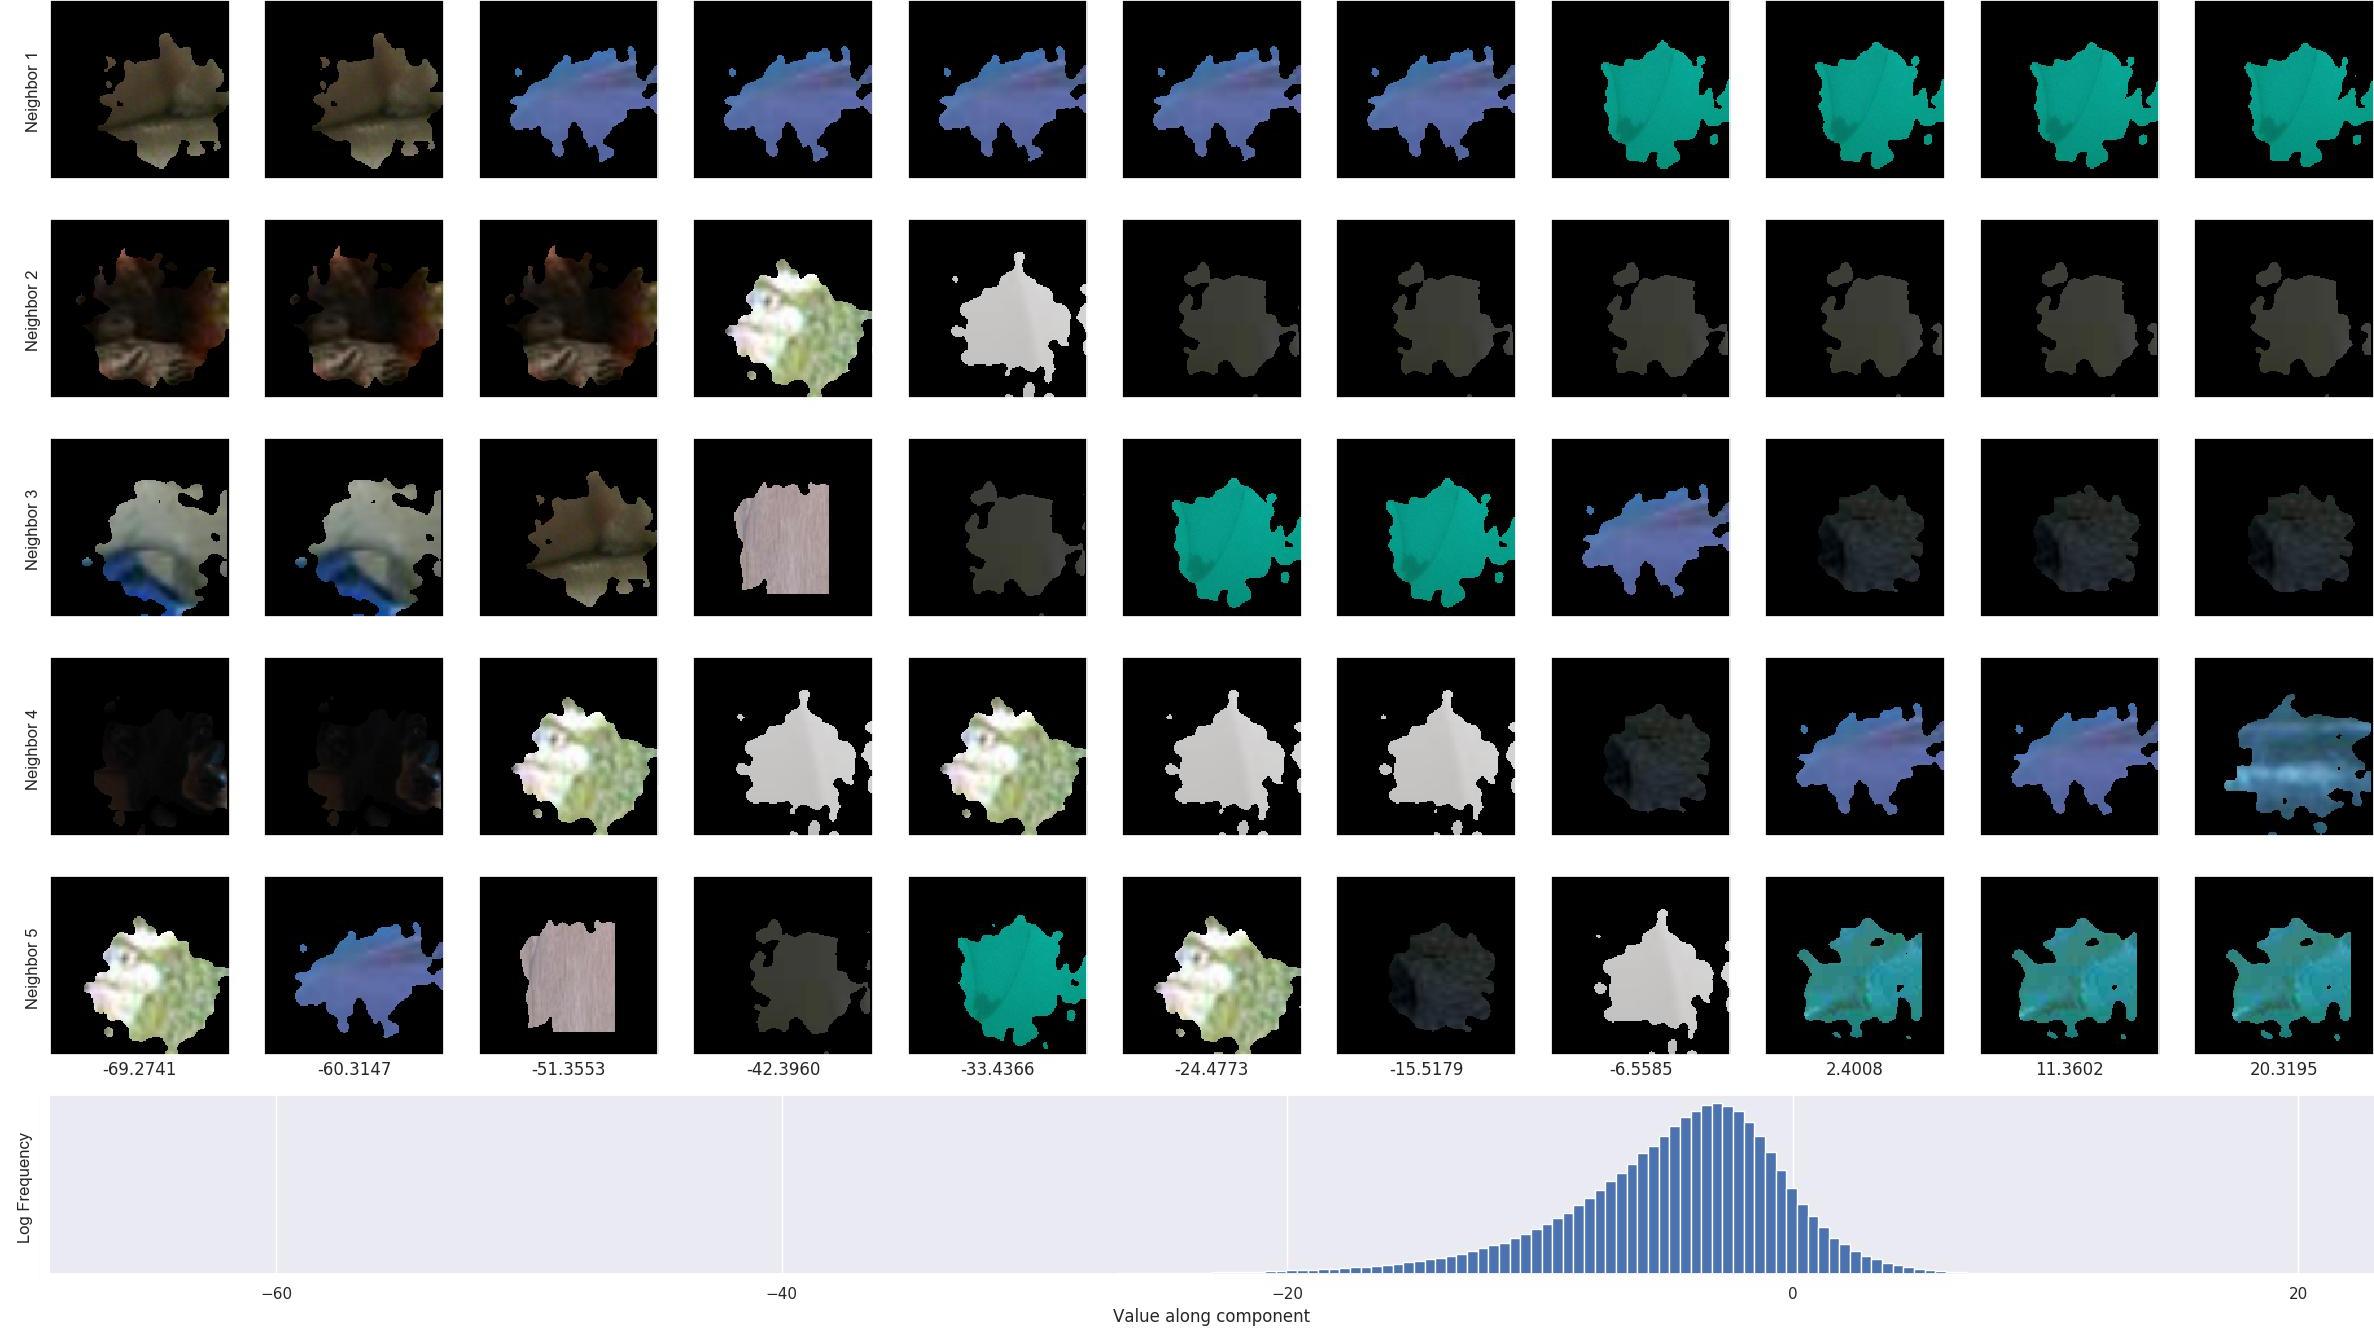 Neighbor 1
Neighbor 2
Neighbor 3
Neighbor 4
Neighbor 5
-69.2741 -60.3147 -51.3553 -42.3960 -33.4366 -24.4773 -15.5179 -6.5585 2.4008 11.3602 20.3195
Log Frequency
−60 −40 −20 0 20
Value along component